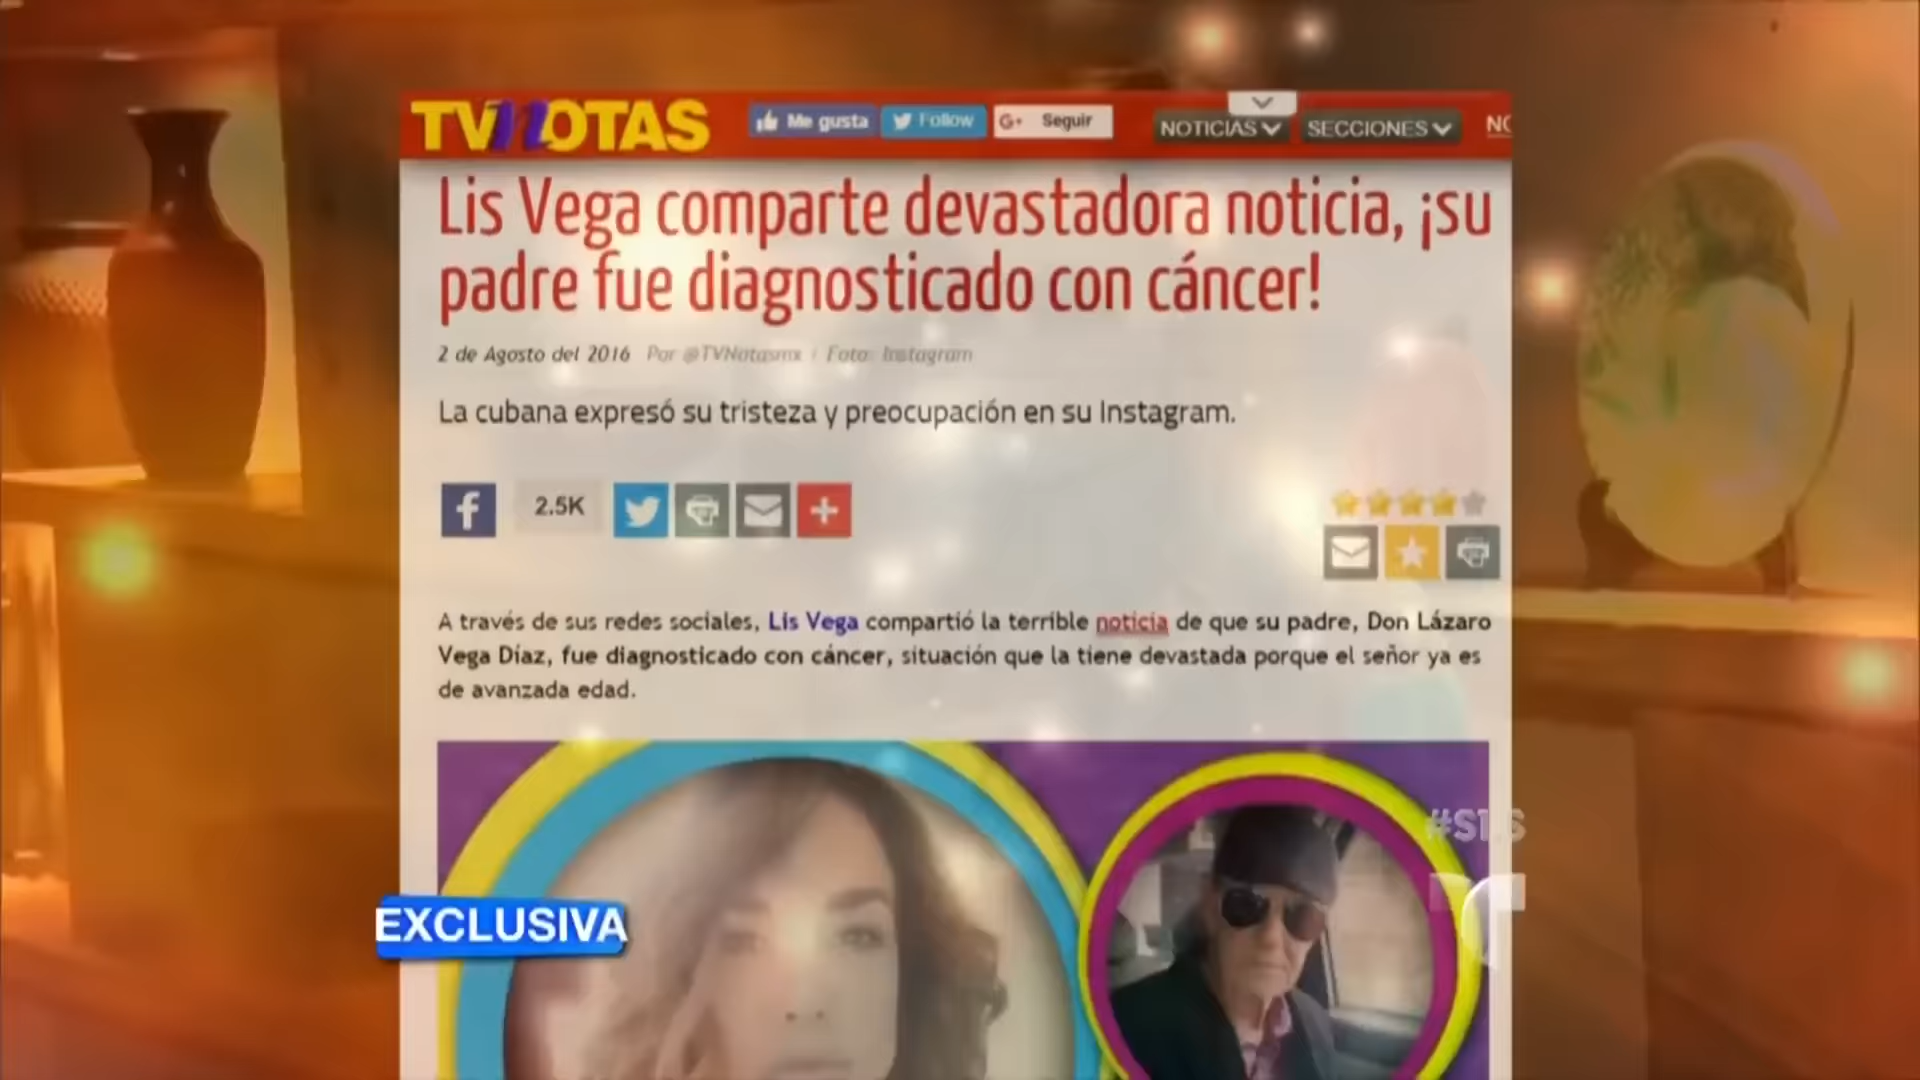 TVNOTAS
Me gusta
Follow
G+ Seguir
NOTICIAS
SECCIONES
Lis Vega comparte devastadora noticia, ¡su
padre fue diagnosticado con cáncer!
2 de Agosto del 2016 Por @TVNotasmx | Foto: Instagram
La cubana expresó su tristeza y preocupación en su Instagram.
2.5K
A través de sus redes sociales, Lis Vega compartió la terrible noticia de que su padre, Don Lázaro
Vega Díaz, fue diagnosticado con cáncer, situación que la tiene devastada porque el señor ya es
de avanzada edad.
EXCLUSIVA